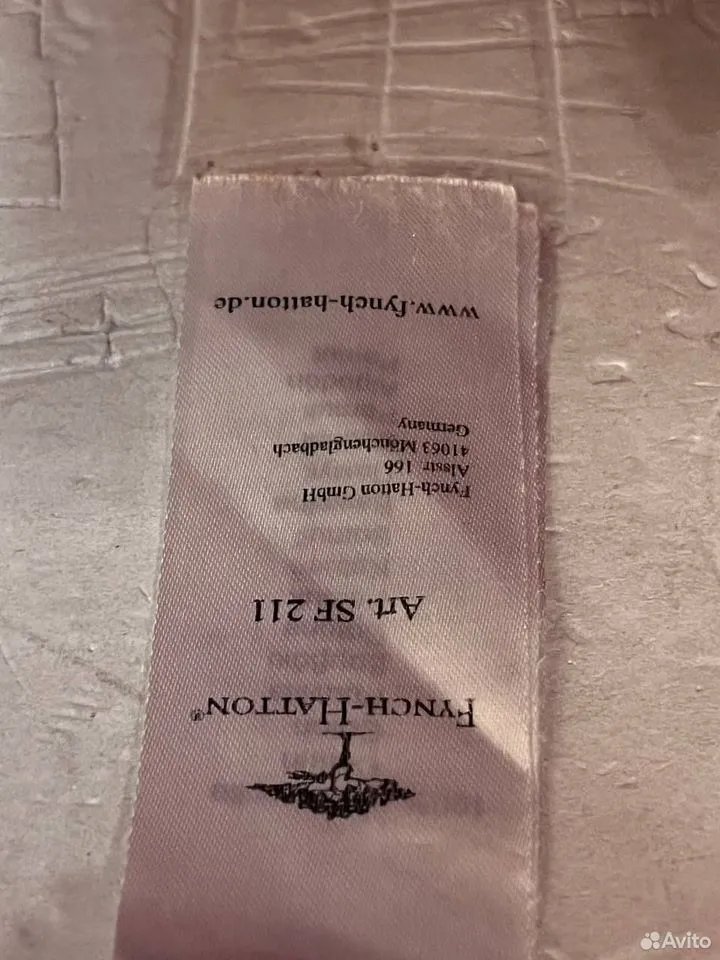 FYNCH-HATTON®
Art. SF 211
Fynch-Hatton GmbH
Alsstr. 166
41063 Mönchengladbach
Germany
www.fynch-hatton.de
Avito